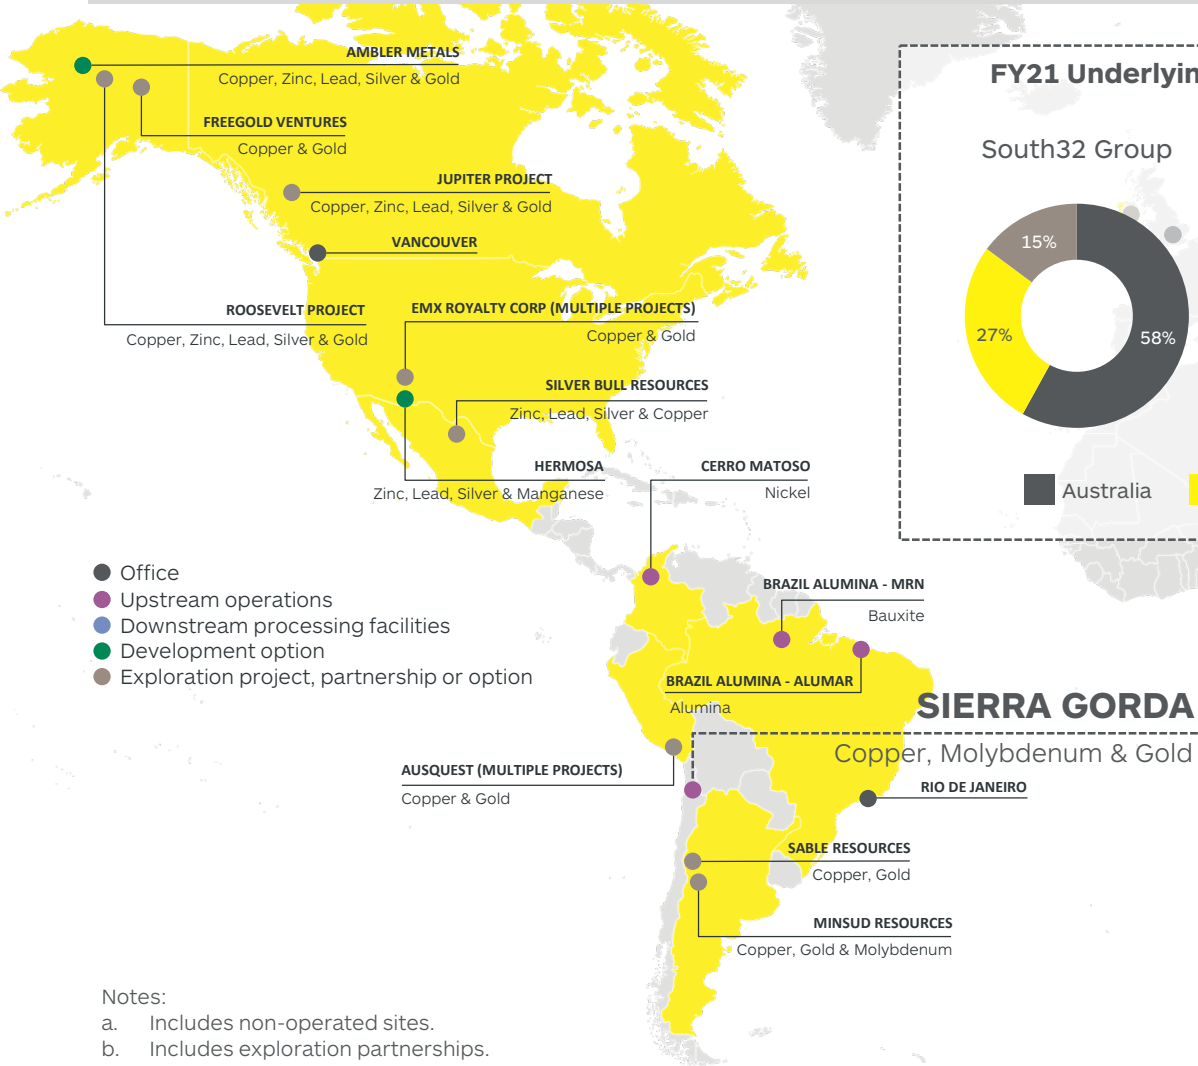 AMBLER METALS
Copper, Zinc, Lead, Silver & Gold
FREEGOLD VENTURES
Copper & Gold
JUPITER PROJECT
Copper, Zinc, Lead, Silver & Gold
VANCOUVER
ROOSEVELT PROJECT
Copper, Zinc, Lead, Silver & Gold
EMX ROYALTY CORP (MULTIPLE PROJECTS)
Copper & Gold
SILVER BULL RESOURCES
Zinc, Lead, Silver & Copper
HERMOSA
Zinc, Lead, Silver & Manganese
CERRO MATOSO
Nickel
FY21 Underlyin
South32 Group
15%
27%
58%
Australia
Office
Upstream operations
Downstream processing facilities
Development option
Exploration project, partnership or option
BRAZIL ALUMINA - MRN
Bauxite
BRAZIL ALUMINA - ALUMAR
Alumina
SIERRA GORDA
Copper, Molybdenum & Gold
AUSQUEST (MULTIPLE PROJECTS)
Copper & Gold
RIO DE JANEIRO
SABLE RESOURCES
Copper, Gold
MINSUD RESOURCES
Copper, Gold & Molybdenum
Notes:
a. Includes non-operated sites.
b. Includes exploration partnerships.